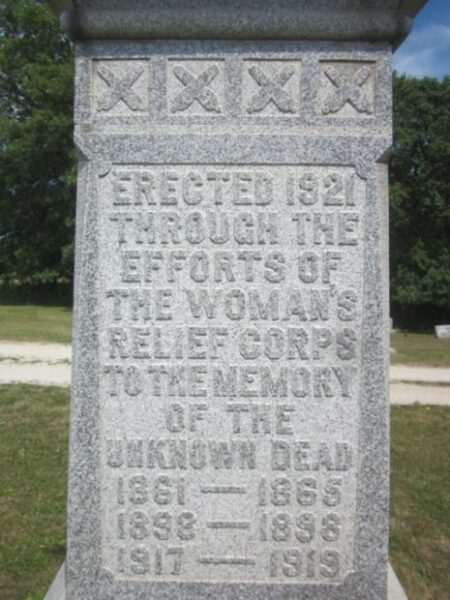 ERECTED 1921
THROUGH THE
EFFORTS OF
THE WOMAN'S
RELIEF CORPS
TO THE MEMORY
OF THE
UNKNOWN DEAD
1861 — 1865
1898 — 1898
1917 — 1919